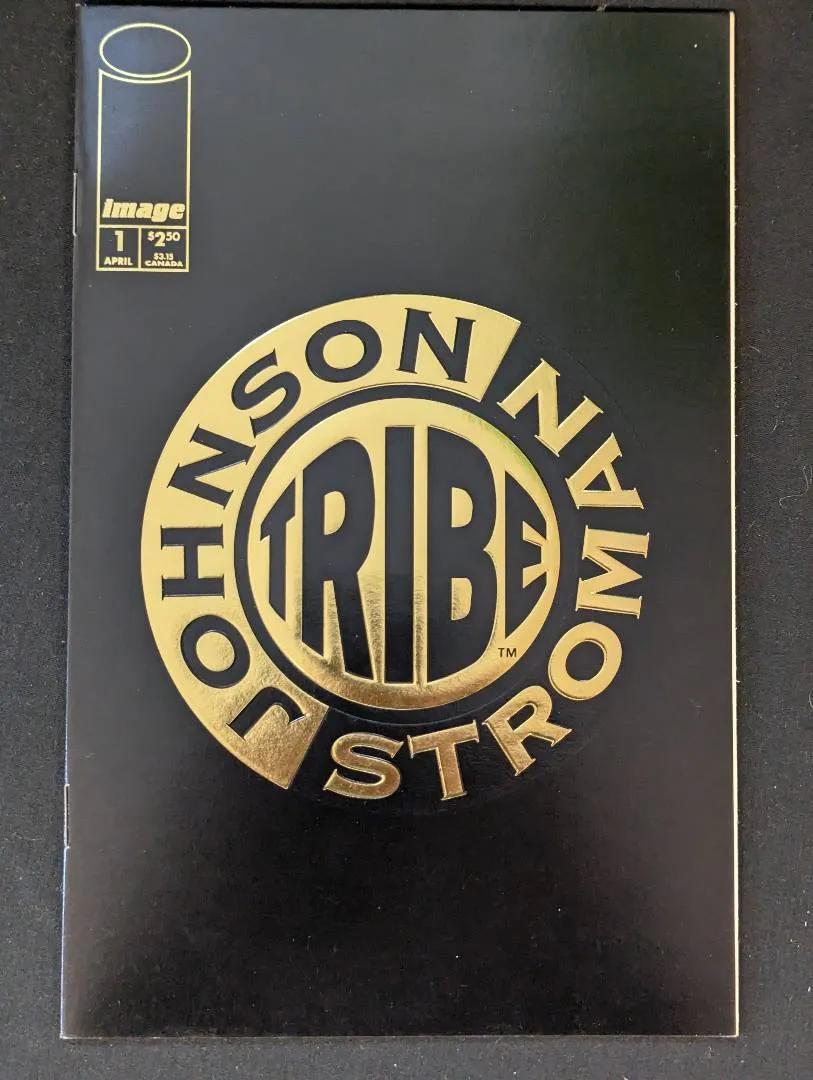 image
1
APRIL
$2.50
$3.15
CANADA
JOHNSON
STROMAN
TRIBE
TM